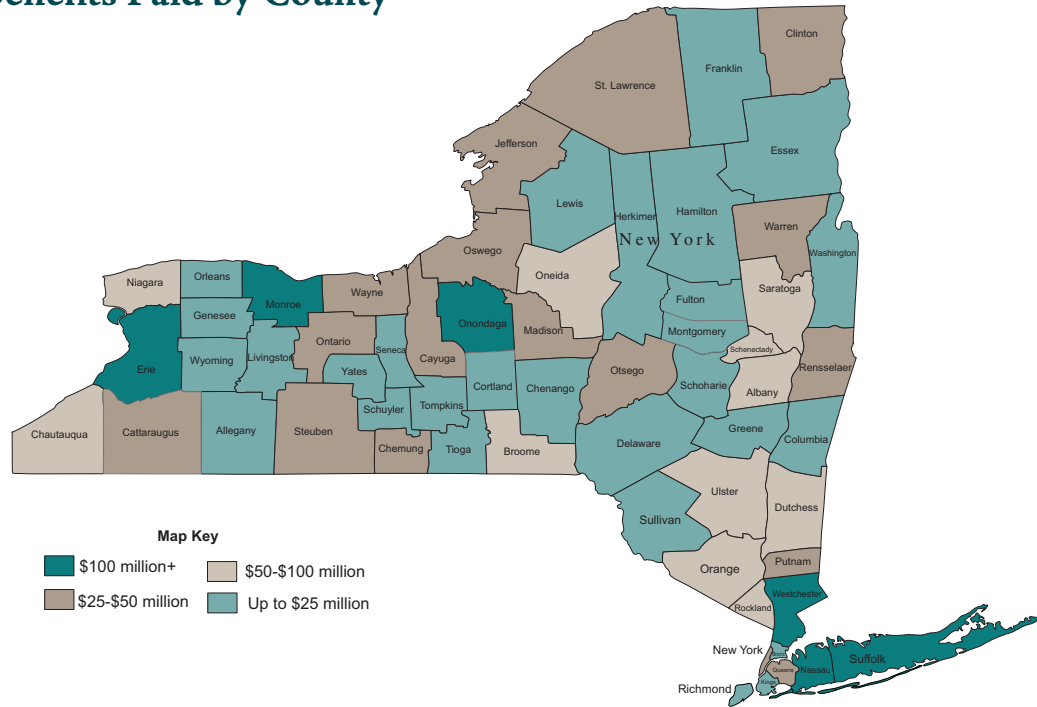 enefits Paid by County
Clinton
Franklin
St. Lawrence
Jefferson
Essex
Lewis
Herkimer
Hamilton
New York
Warren
Washington
Oswego
Oneida
Saratoga
Niagara
Orleans
Monroe
Wayne
Fulton
Genesee
Onondaga
Madison
Montgomery
Ontario
Seneca
Schenectady
Erie
Wyoming
Livingston
Cayuga
Otsego
Rensselaer
Yates
Cortland
Chenango
Schoharie
Albany
Schuyler
Tompkins
Chautauqua
Cattaraugus
Allegany
Steuben
Greene
Columbia
Chemung
Tioga
Broome
Delaware
Ulster
Dutchess
Sullivan
Map Key
$100 million+
$50-$100 million
$25-$50 million
Up to $25 million
Orange
Putnam
Westchester
Rockland
New York
Bronx
Queens
Nassau
Suffolk
Kings
Richmond